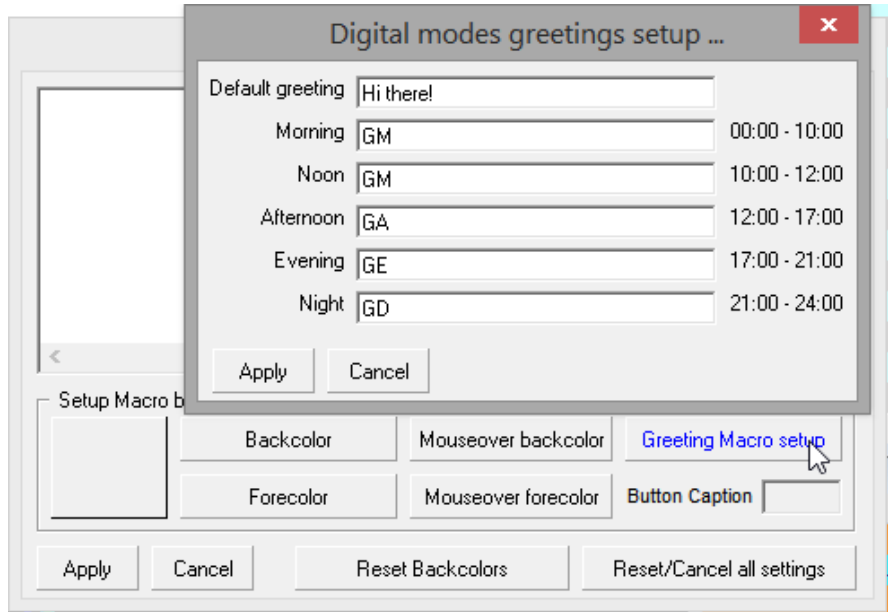 Digital modes greetings setup ...
x
Default greeting Hi there!
Morning GM 00:00 - 10:00
Noon GM 10:00 - 12:00
Afternoon GA 12:00 - 17:00
Evening GE 17:00 - 21:00
Night GD 21:00 - 24:00
Apply Cancel
Setup Macro b
Backcolor Mouseover backcolor Greeting Macro setup
Forecolor Mouseover forecolor Button Caption
Apply Cancel Reset Backcolors Reset/Cancel all settings